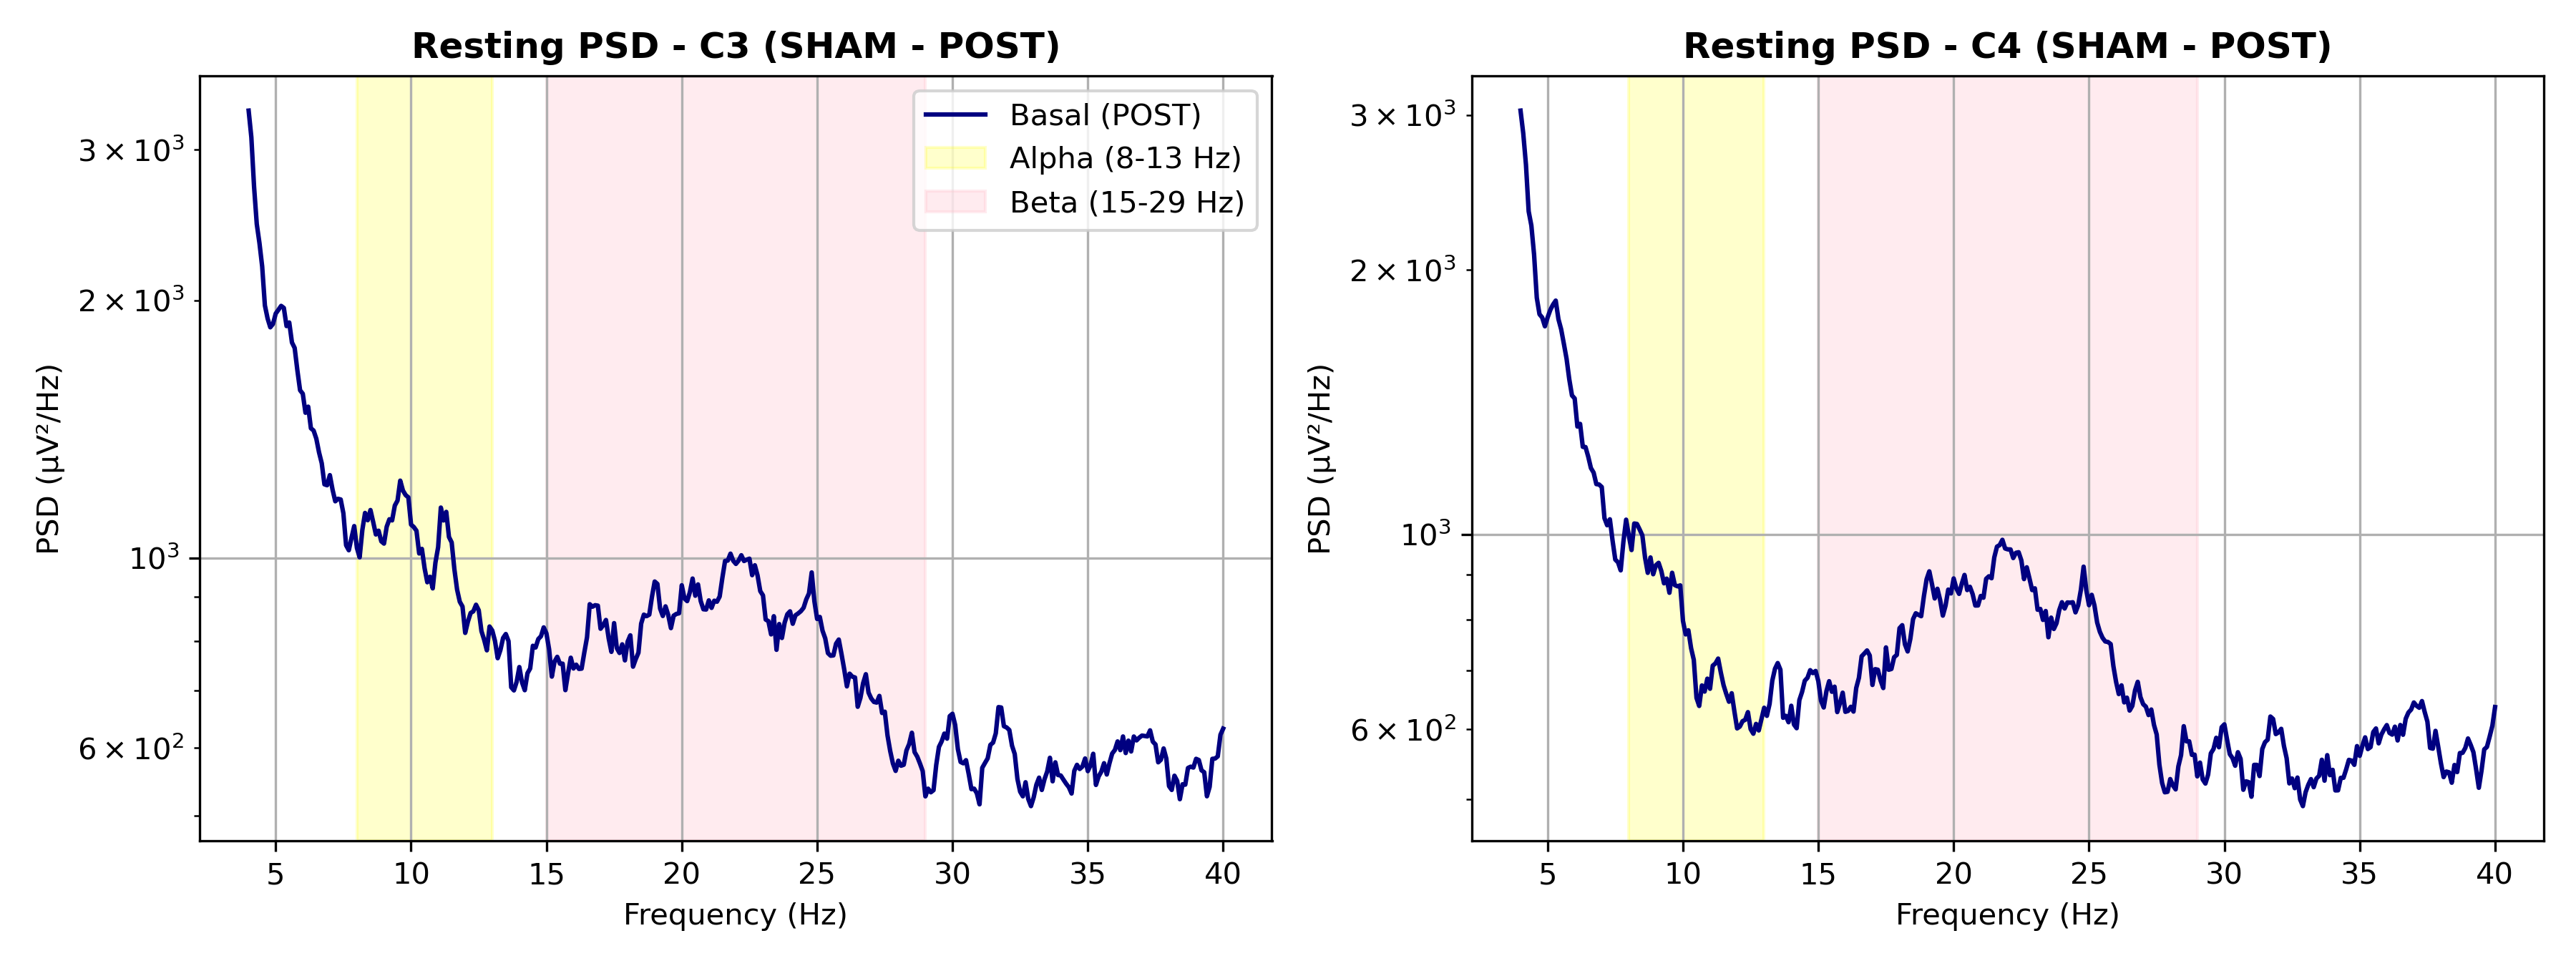 Resting PSD - C3 (SHAM - POST)
PSD (µV²/Hz)
3 × 10³
2 × 10³
10³
6 × 10²
Basal (POST)
Alpha (8-13 Hz)
Beta (15-29 Hz)
5 10 15 20 25 30 35 40
Frequency (Hz)
Resting PSD - C4 (SHAM - POST)
PSD (µV²/Hz)
3 × 10³
2 × 10³
10³
6 × 10²
5 10 15 20 25 30 35 40
Frequency (Hz)